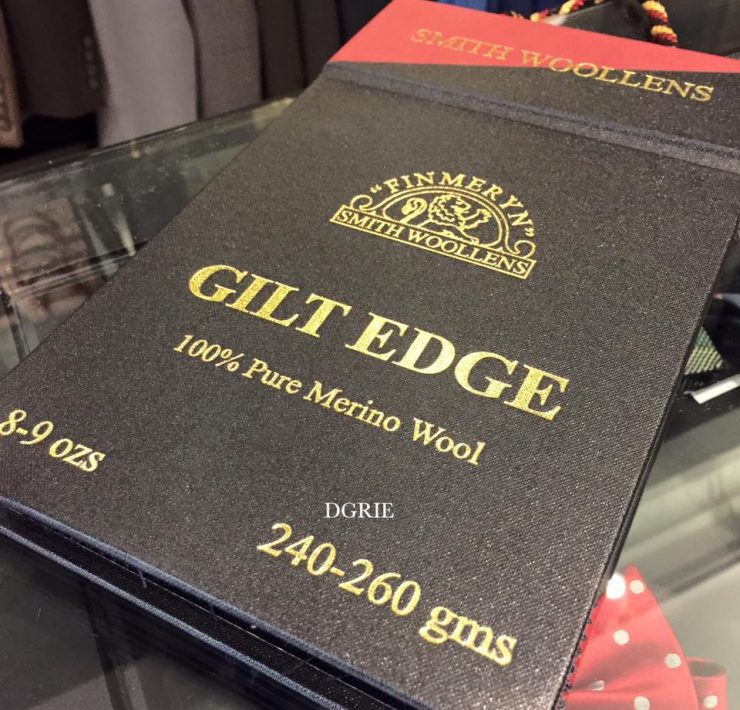 SMITH WOOLLENS
"FINMERYN"
SMITH WOOLLENS
GILT EDGE
100% Pure Merino Wool
8-9 ozs
DGRIE
240-260 gms